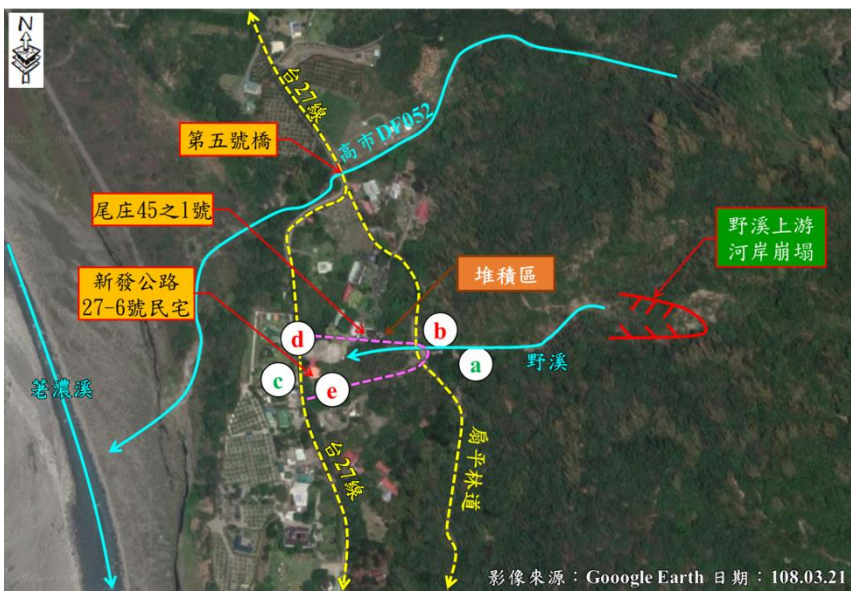 N
台27線
高市DF052
第五號橋
尾庄45之1號
野溪上游
河岸崩塌
新發公路
27-6號民宅
堆積區
d
b
a
c
e
野溪
荖濃溪
台27線
扇平林道
影像來源：Gooogle Earth 日期：108.03.21